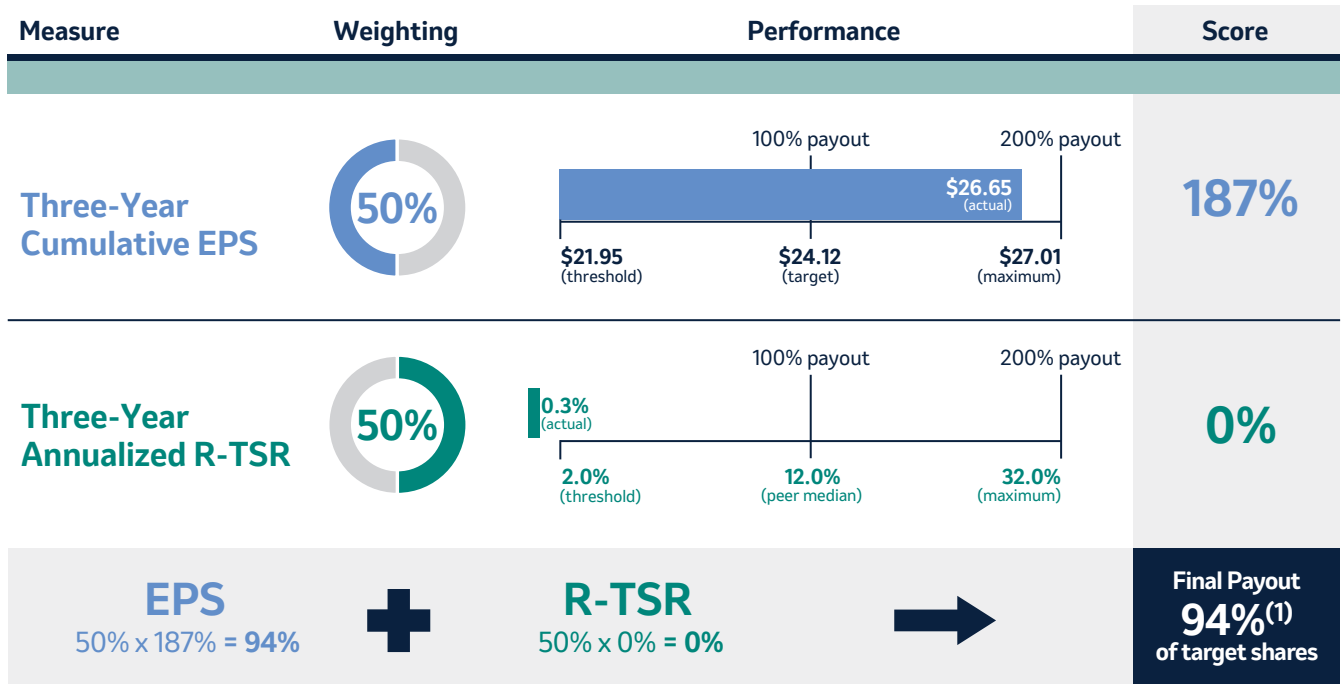 Measure Weighting Performance Score
100% payout 200% payout
Three-Year
Cumulative EPS
50%
$26.65
(actual)
187%
$21.95 $24.12 $27.01
(threshold) (target) (maximum)
100% payout 200% payout
Three-Year
Annualized R-TSR
50%
0.3%
(actual)
0%
2.0% 12.0% 32.0%
(threshold) (peer median) (maximum)
EPS
50% x 187% = 94%
R-TSR
50% x 0% = 0%
Final Payout
94%(1)
of target shares